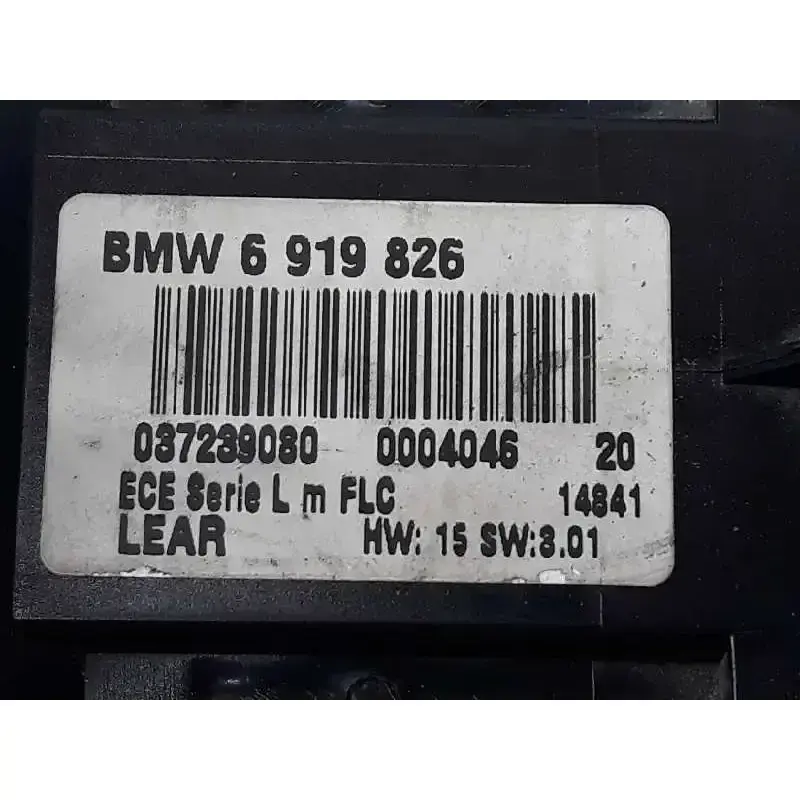 BMW 6 919 826
037239080 0004046 20
ECE Serie L m FLC 14841
LEAR HW: 15 SW:3.01